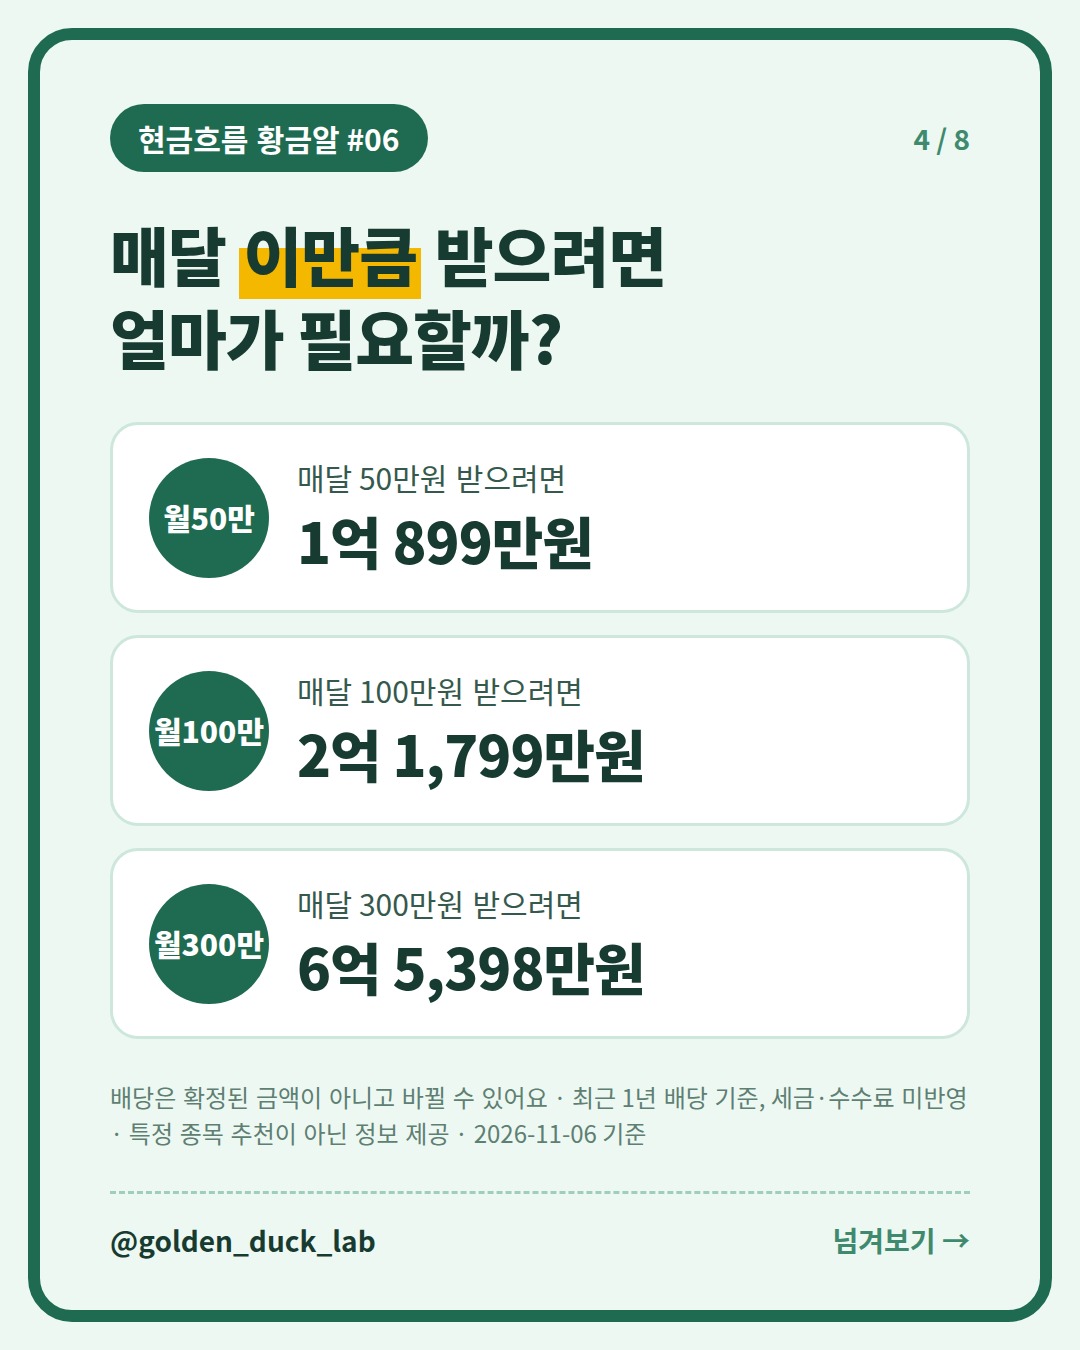 현금흐름 황금알 #06
4 / 8
매달 이만큼 받으려면
얼마가 필요할까?
월50만
매달 50만원 받으려면
1억 899만원
월100만
매달 100만원 받으려면
2억 1,799만원
월300만
매달 300만원 받으려면
6억 5,398만원
배당은 확정된 금액이 아니고 바뀔 수 있어요 · 최근 1년 배당 기준, 세금·수수료 미반영
· 특정 종목 추천이 아닌 정보 제공 · 2026-11-06 기준
@golden_duck_lab
넘겨보기 →